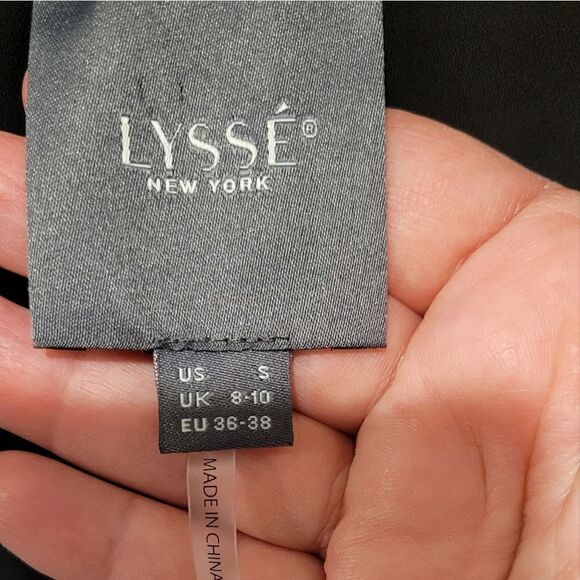 LYSSÉ®
NEW YORK
US S
UK 8-10
EU 36-38
MADE IN CHINA